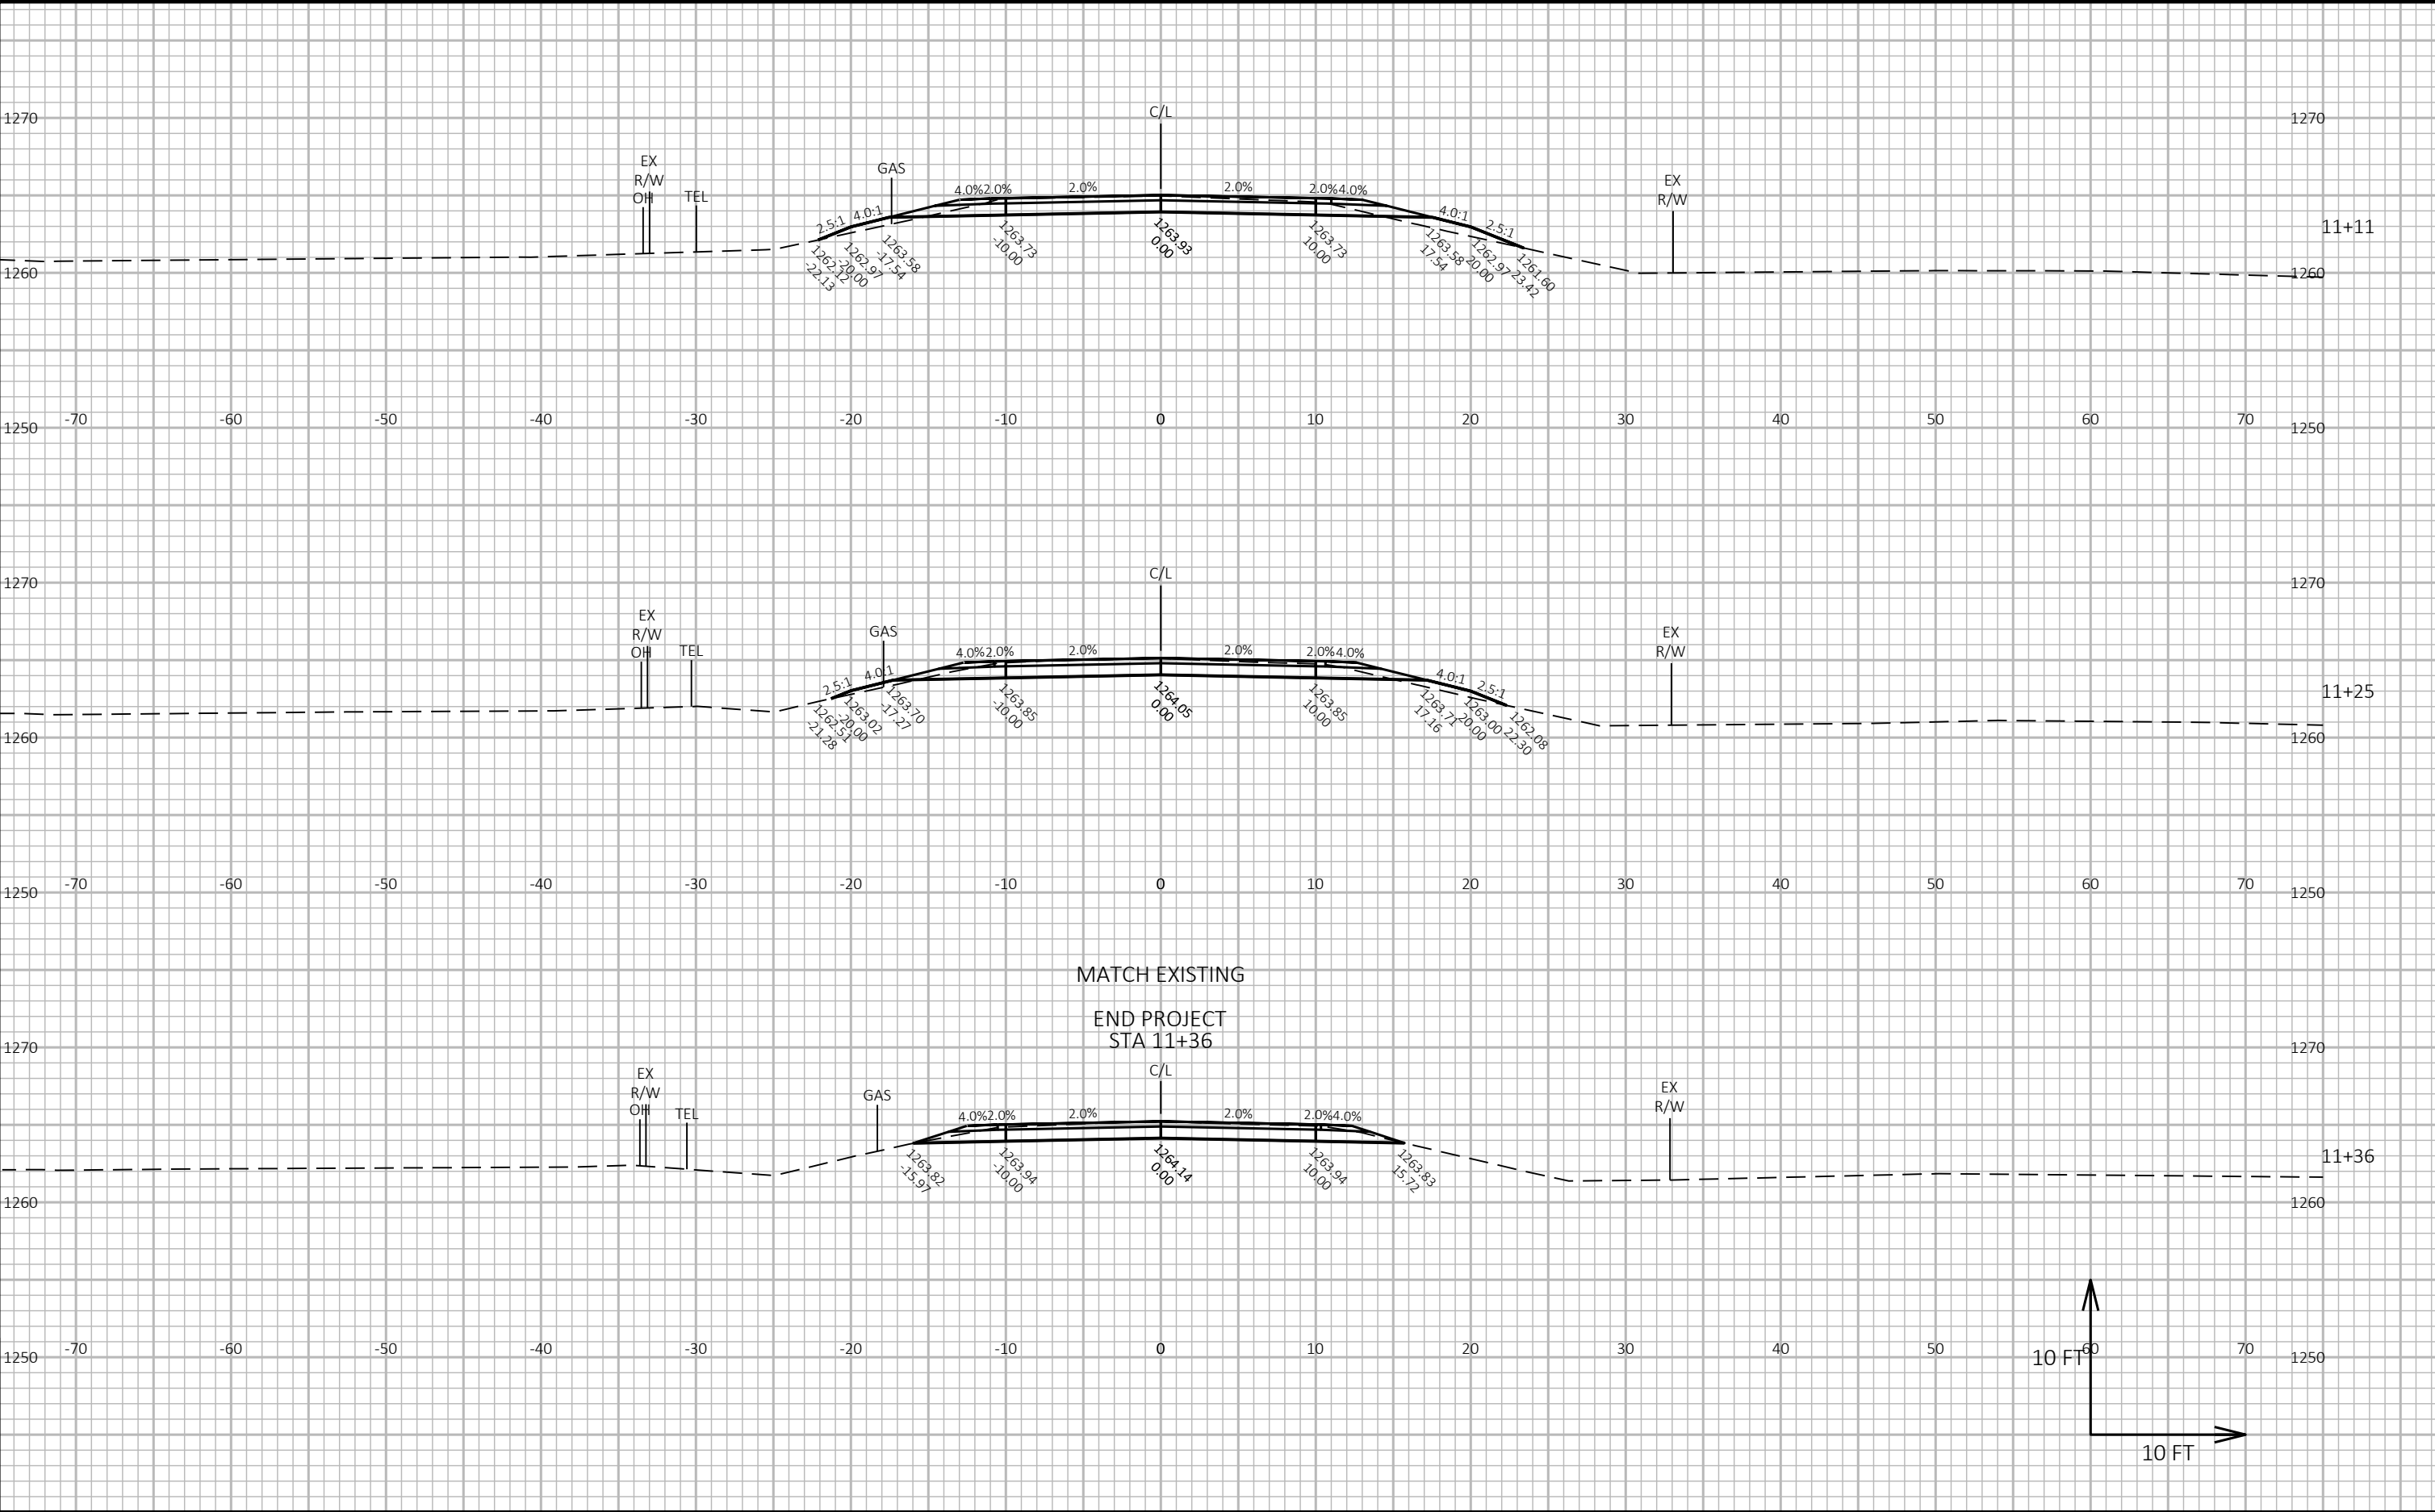 C/L
1270 1270
EX
R/W
OH
TEL
GAS
4.0% 2.0% 2.0% 2.0% 2.0% 4.0%
EX
R/W
2.5:1 4.0:1 4.0:1 2.5:1
11+11
1262.12
-22.13
1262.97
-20.00
1263.58
-17.54
1263.73
-10.00
1263.93
0.00
1263.73
10.00
1263.58
17.54
1262.97
20.00
1261.60
23.42
1260 1260
-70 -60 -50 -40 -30 -20 -10 0 10 20 30 40 50 60 70
1250 1250
C/L
1270 1270
EX
R/W
OH
TEL
GAS
4.0% 2.0% 2.0% 2.0% 2.0% 4.0%
EX
R/W
2.5:1 4.0:1 4.0:1 2.5:1
11+25
1262.51
-21.28
1263.02
-20.00
1263.70
-17.27
1263.85
-10.00
1264.05
0.00
1263.85
10.00
1263.71
17.16
1263.00
20.00
1262.08
22.30
1260 1260
-70 -60 -50 -40 -30 -20 -10 0 10 20 30 40 50 60 70
1250 1250
MATCH EXISTING
END PROJECT
STA 11+36
1270 1270
C/L
EX
R/W
OH
TEL
GAS
4.0% 2.0% 2.0% 2.0% 2.0% 4.0%
EX
R/W
11+36
1263.82
-15.97
1263.94
-10.00
1264.14
0.00
1263.94
10.00
1263.83
15.72
1260 1260
-70 -60 -50 -40 -30 -20 -10 0 10 20 30 40 50 60 70
1250 1250
10 FT
10 FT